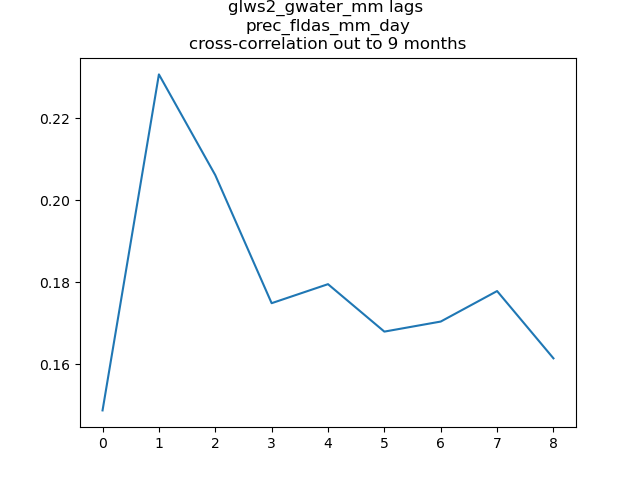 glws2_gwater_mm lags
prec_fldas_mm_day
cross-correlation out to 9 months
0.22
0.20
0.18
0.16
0 1 2 3 4 5 6 7 8